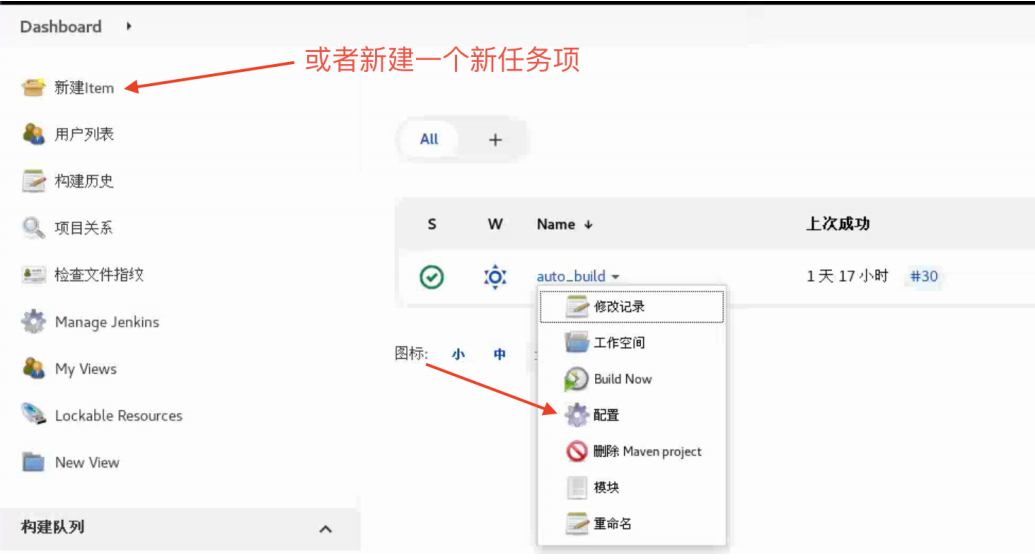 Dashboard
或者新建一个新任务项
新建Item
用户列表
构建历史
项目关系
检查文件指纹
Manage Jenkins
My Views
Lockable Resources
New View
构建队列
All +
S W Name ↓ 上次成功
auto_build 1 天 17 小时 #30
修改记录
工作空间
Build Now
配置
删除 Maven project
模块
重命名
图标: 小 中